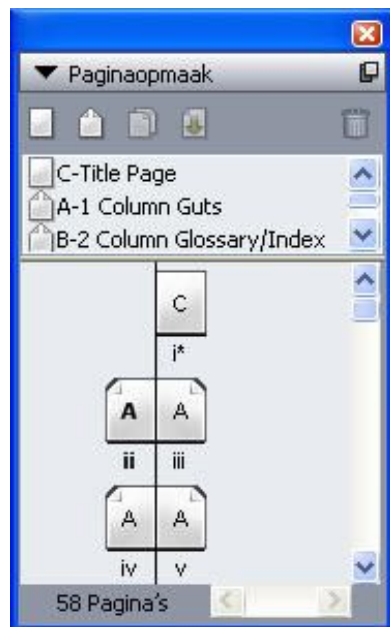 Paginaopmaak
C-Title Page
A-1 Column Guts
B-2 Column Glossary/Index
C
i*
A A
ii iii
A A
iv v
58 Pagina's